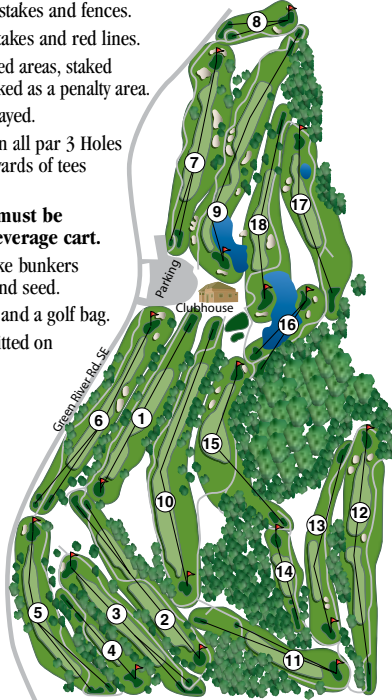 stakes and fences.
takes and red lines.
ed areas, staked
ked as a penalty area.
ayed.
n all par 3 Holes
ards of tees
must be
everage cart.
ke bunkers
nd seed.
and a golf bag.
itted on
8
7
9
18
17
Parking
Clubhouse
16
Green River Rd. SE
6
1
15
10
13
12
14
5
3
2
4
11